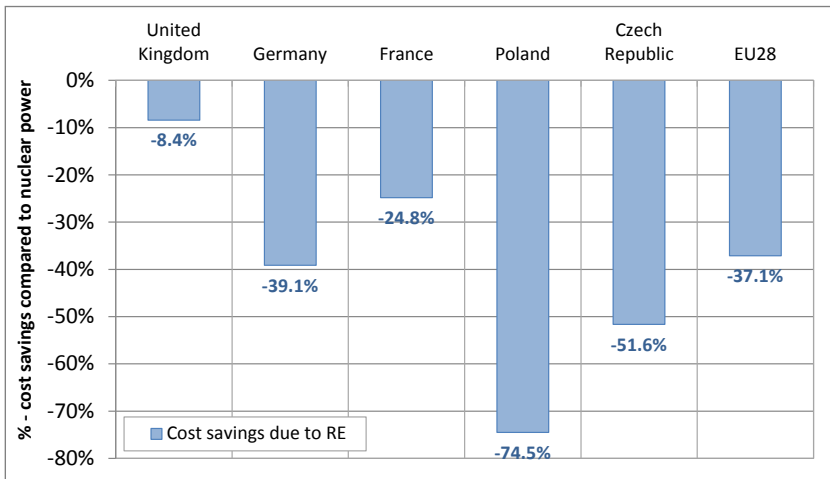 United
Kingdom
Germany
France
Poland
Czech
Republic
EU28
% - cost savings compared to nuclear power
0%
-10%
-20%
-30%
-40%
-50%
-60%
-70%
-80%
-8.4%
-39.1%
-24.8%
-74.5%
-51.6%
-37.1%
Cost savings due to RE